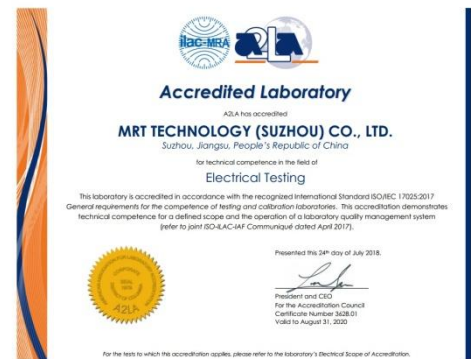 ilac-MRA
A2LA
Accredited Laboratory
A2LA has accredited
MRT TECHNOLOGY (SUZHOU) CO., LTD.
Suzhou, Jiangsu, People's Republic of China
for technical competence in the field of
Electrical Testing
This laboratory is accredited in accordance with the recognized International Standard ISO/IEC 17025:2017
General requirements for the competence of testing and calibration laboratories. This accreditation demonstrates
technical competence for a defined scope and the operation of a laboratory quality management system
(refer to joint ISO-ILAC-IAF Communiqué dated April 2017).
Presented this 24th day of July 2018.
President and CEO
For the Accreditation Council
Certificate Number 3628.01
Valid to August 31, 2020
CORPORATE
SEAL
A2LA
For the tests to which this accreditation applies, please refer to the laboratory's Electrical Scope of Accreditation.